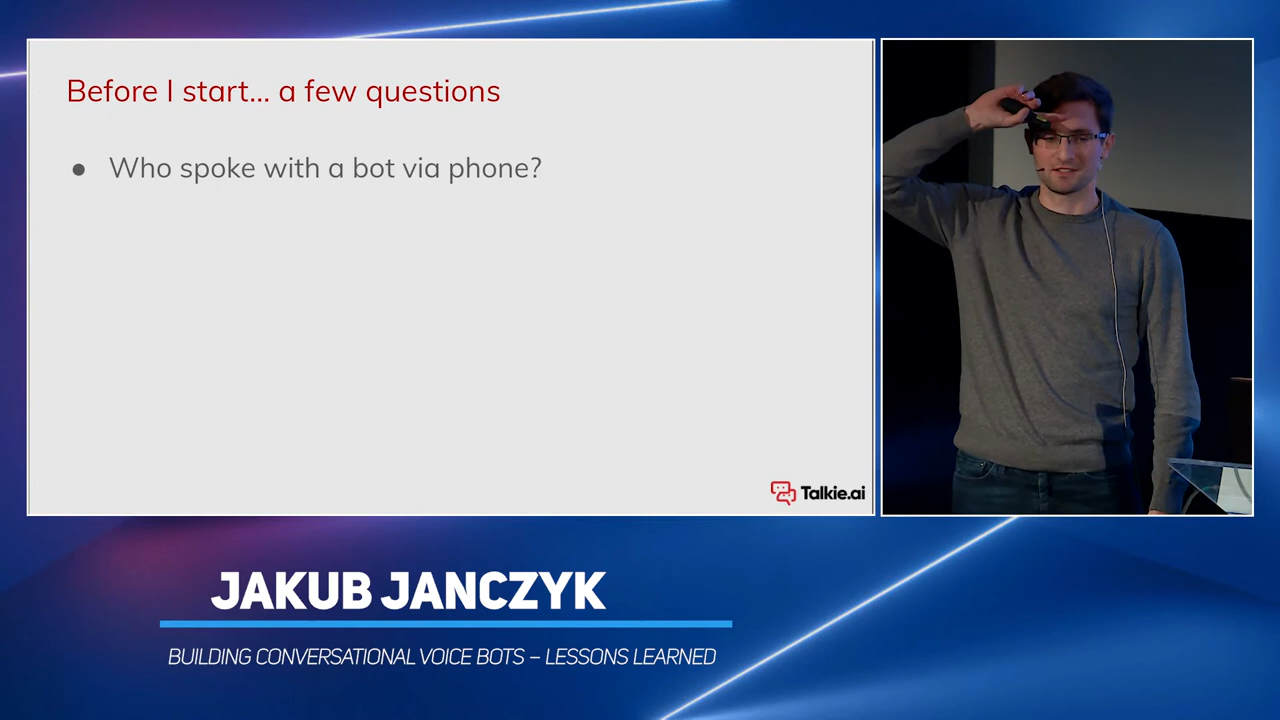 Before I start... a few questions
● Who spoke with a bot via phone?
Talkie.ai
JAKUB JANCZYK
BUILDING CONVERSATIONAL VOICE BOTS – LESSONS LEARNED